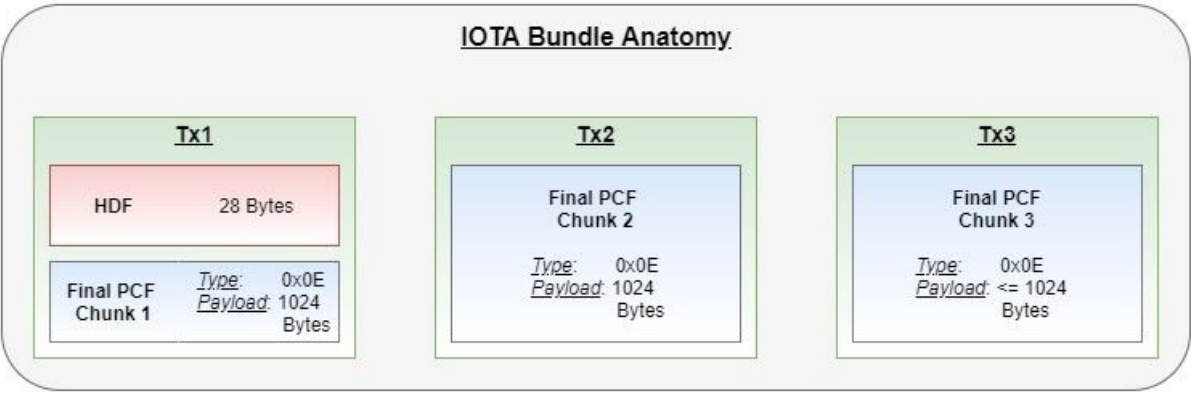 IOTA Bundle Anatomy
Tx1
HDF 28 Bytes
Final PCF
Chunk 1
Type: 0x0E
Payload: 1024
Bytes
Tx2
Final PCF
Chunk 2
Type: 0x0E
Payload: 1024
Bytes
Tx3
Final PCF
Chunk 3
Type: 0x0E
Payload: <= 1024
Bytes